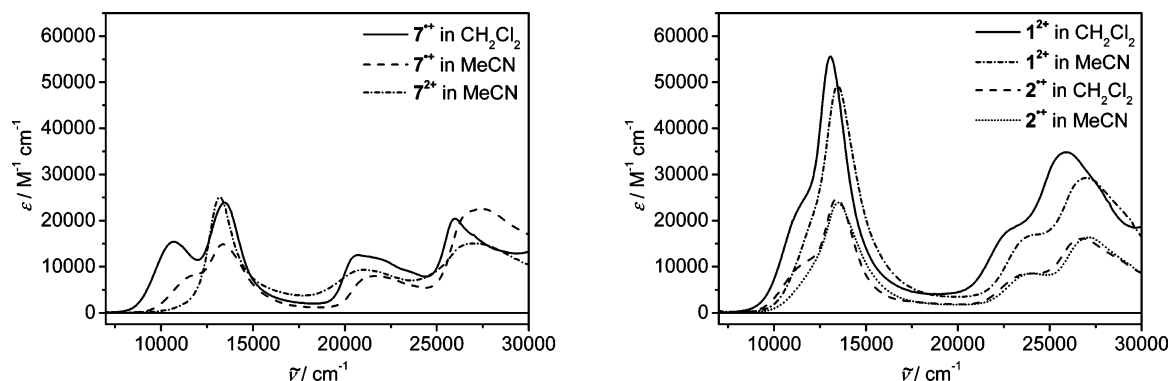 60000
50000
40000
30000
20000
10000
0
ε / M⁻¹ cm⁻¹
7•+ in CH₂Cl₂
7•+ in MeCN
7²⁺ in MeCN
10000 15000 20000 25000 30000
ṽ / cm⁻¹
60000
50000
40000
30000
20000
10000
0
ε / M⁻¹ cm⁻¹
1²⁺ in CH₂Cl₂
1²⁺ in MeCN
2•+ in CH₂Cl₂
2•+ in MeCN
10000 15000 20000 25000 30000
ṽ / cm⁻¹